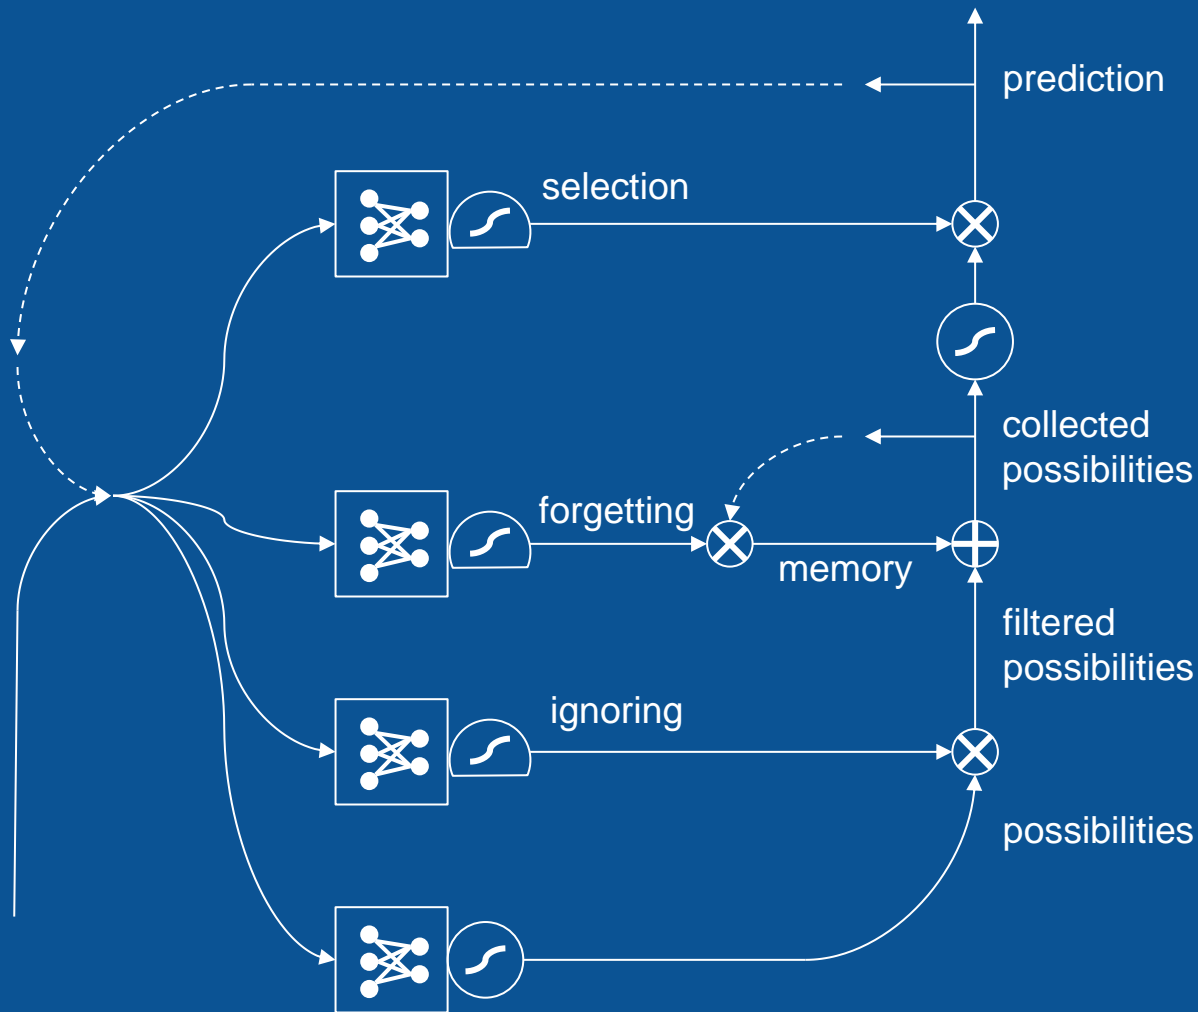 prediction
selection
collected
possibilities
forgetting
memory
filtered
possibilities
ignoring
possibilities